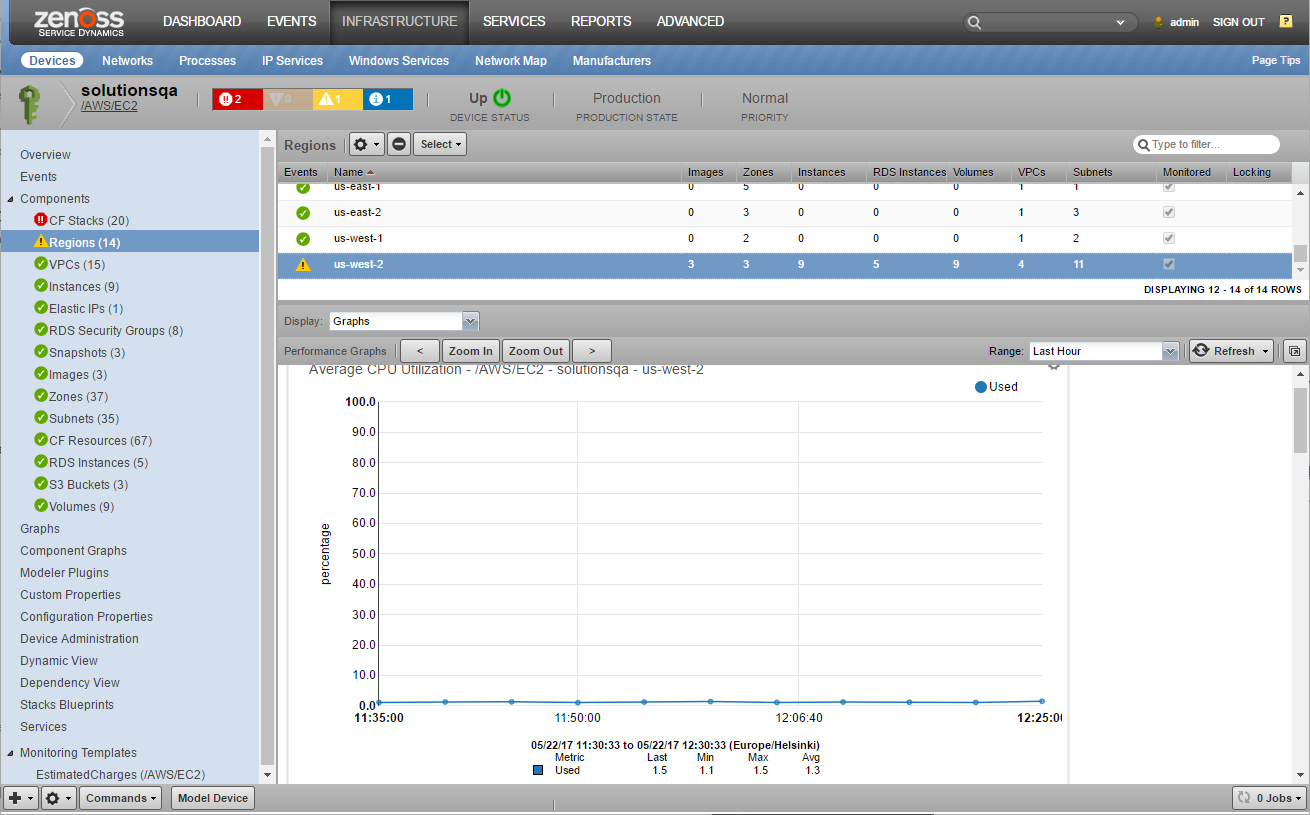 zenoss
SERVICE DYNAMICS
DASHBOARD EVENTS INFRASTRUCTURE SERVICES REPORTS ADVANCED
admin SIGN OUT ?
Devices Networks Processes IP Services Windows Services Network Map Manufacturers Page Tips
solutionsqa
/AWS/EC2
2 0 1 1
Up Production Normal
DEVICE STATUS PRODUCTION STATE PRIORITY
Overview
Events
Components
CF Stacks (20)
Regions (14)
VPCs (15)
Instances (9)
Elastic IPs (1)
RDS Security Groups (8)
Snapshots (3)
Images (3)
Zones (37)
Subnets (35)
CF Resources (67)
RDS Instances (5)
S3 Buckets (3)
Volumes (9)
Graphs
Component Graphs
Modeler Plugins
Custom Properties
Configuration Properties
Device Administration
Dynamic View
Dependency View
Stacks Blueprints
Services
Monitoring Templates
EstimatedCharges (/AWS/EC2)
Regions Select Type to filter...
Events Name Images Zones Instances RDS Instances Volumes VPCs Subnets Monitored Locking
us-east-1 0 5 0 0 0 1 1
us-east-2 0 3 0 0 0 1 3
us-west-1 0 2 0 0 0 1 2
us-west-2 3 3 9 5 9 4 11
DISPLAYING 12 - 14 of 14 ROWS
Display: Graphs
Performance Graphs < Zoom In Zoom Out > Range: Last Hour Refresh
Average CPU Utilization - /AWS/EC2 - solutionsqa - us-west-2
Used
100.0
90.0
80.0
70.0
60.0
50.0
40.0
30.0
20.0
10.0
0.0
percentage
11:35:00 11:50:00 12:06:40 12:25:0
05/22/17 11:30:33 to 05/22/17 12:30:33 (Europe/Helsinki)
Metric Last Min Max Avg
Used 1.5 1.1 1.5 1.3
Commands Model Device 0 Jobs